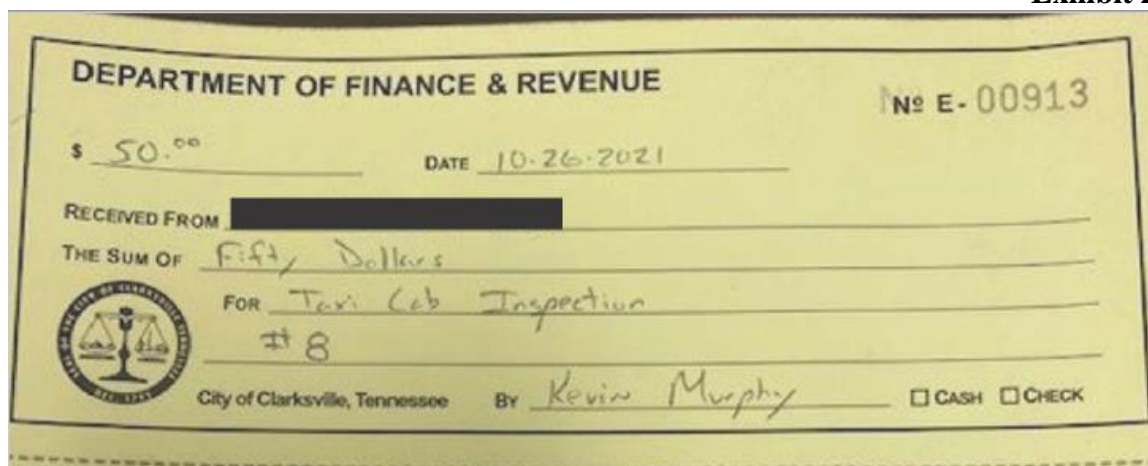 Exhibit
DEPARTMENT OF FINANCE & REVENUE
Nº E- 00913
$ 50.00 DATE 10-26-2021
RECEIVED FROM
THE SUM OF Fifty Dollars
FOR Taxi Cab Inspection
# 8
City of Clarksville, Tennessee BY Kevin Murphy ☐ CASH ☐ CHECK